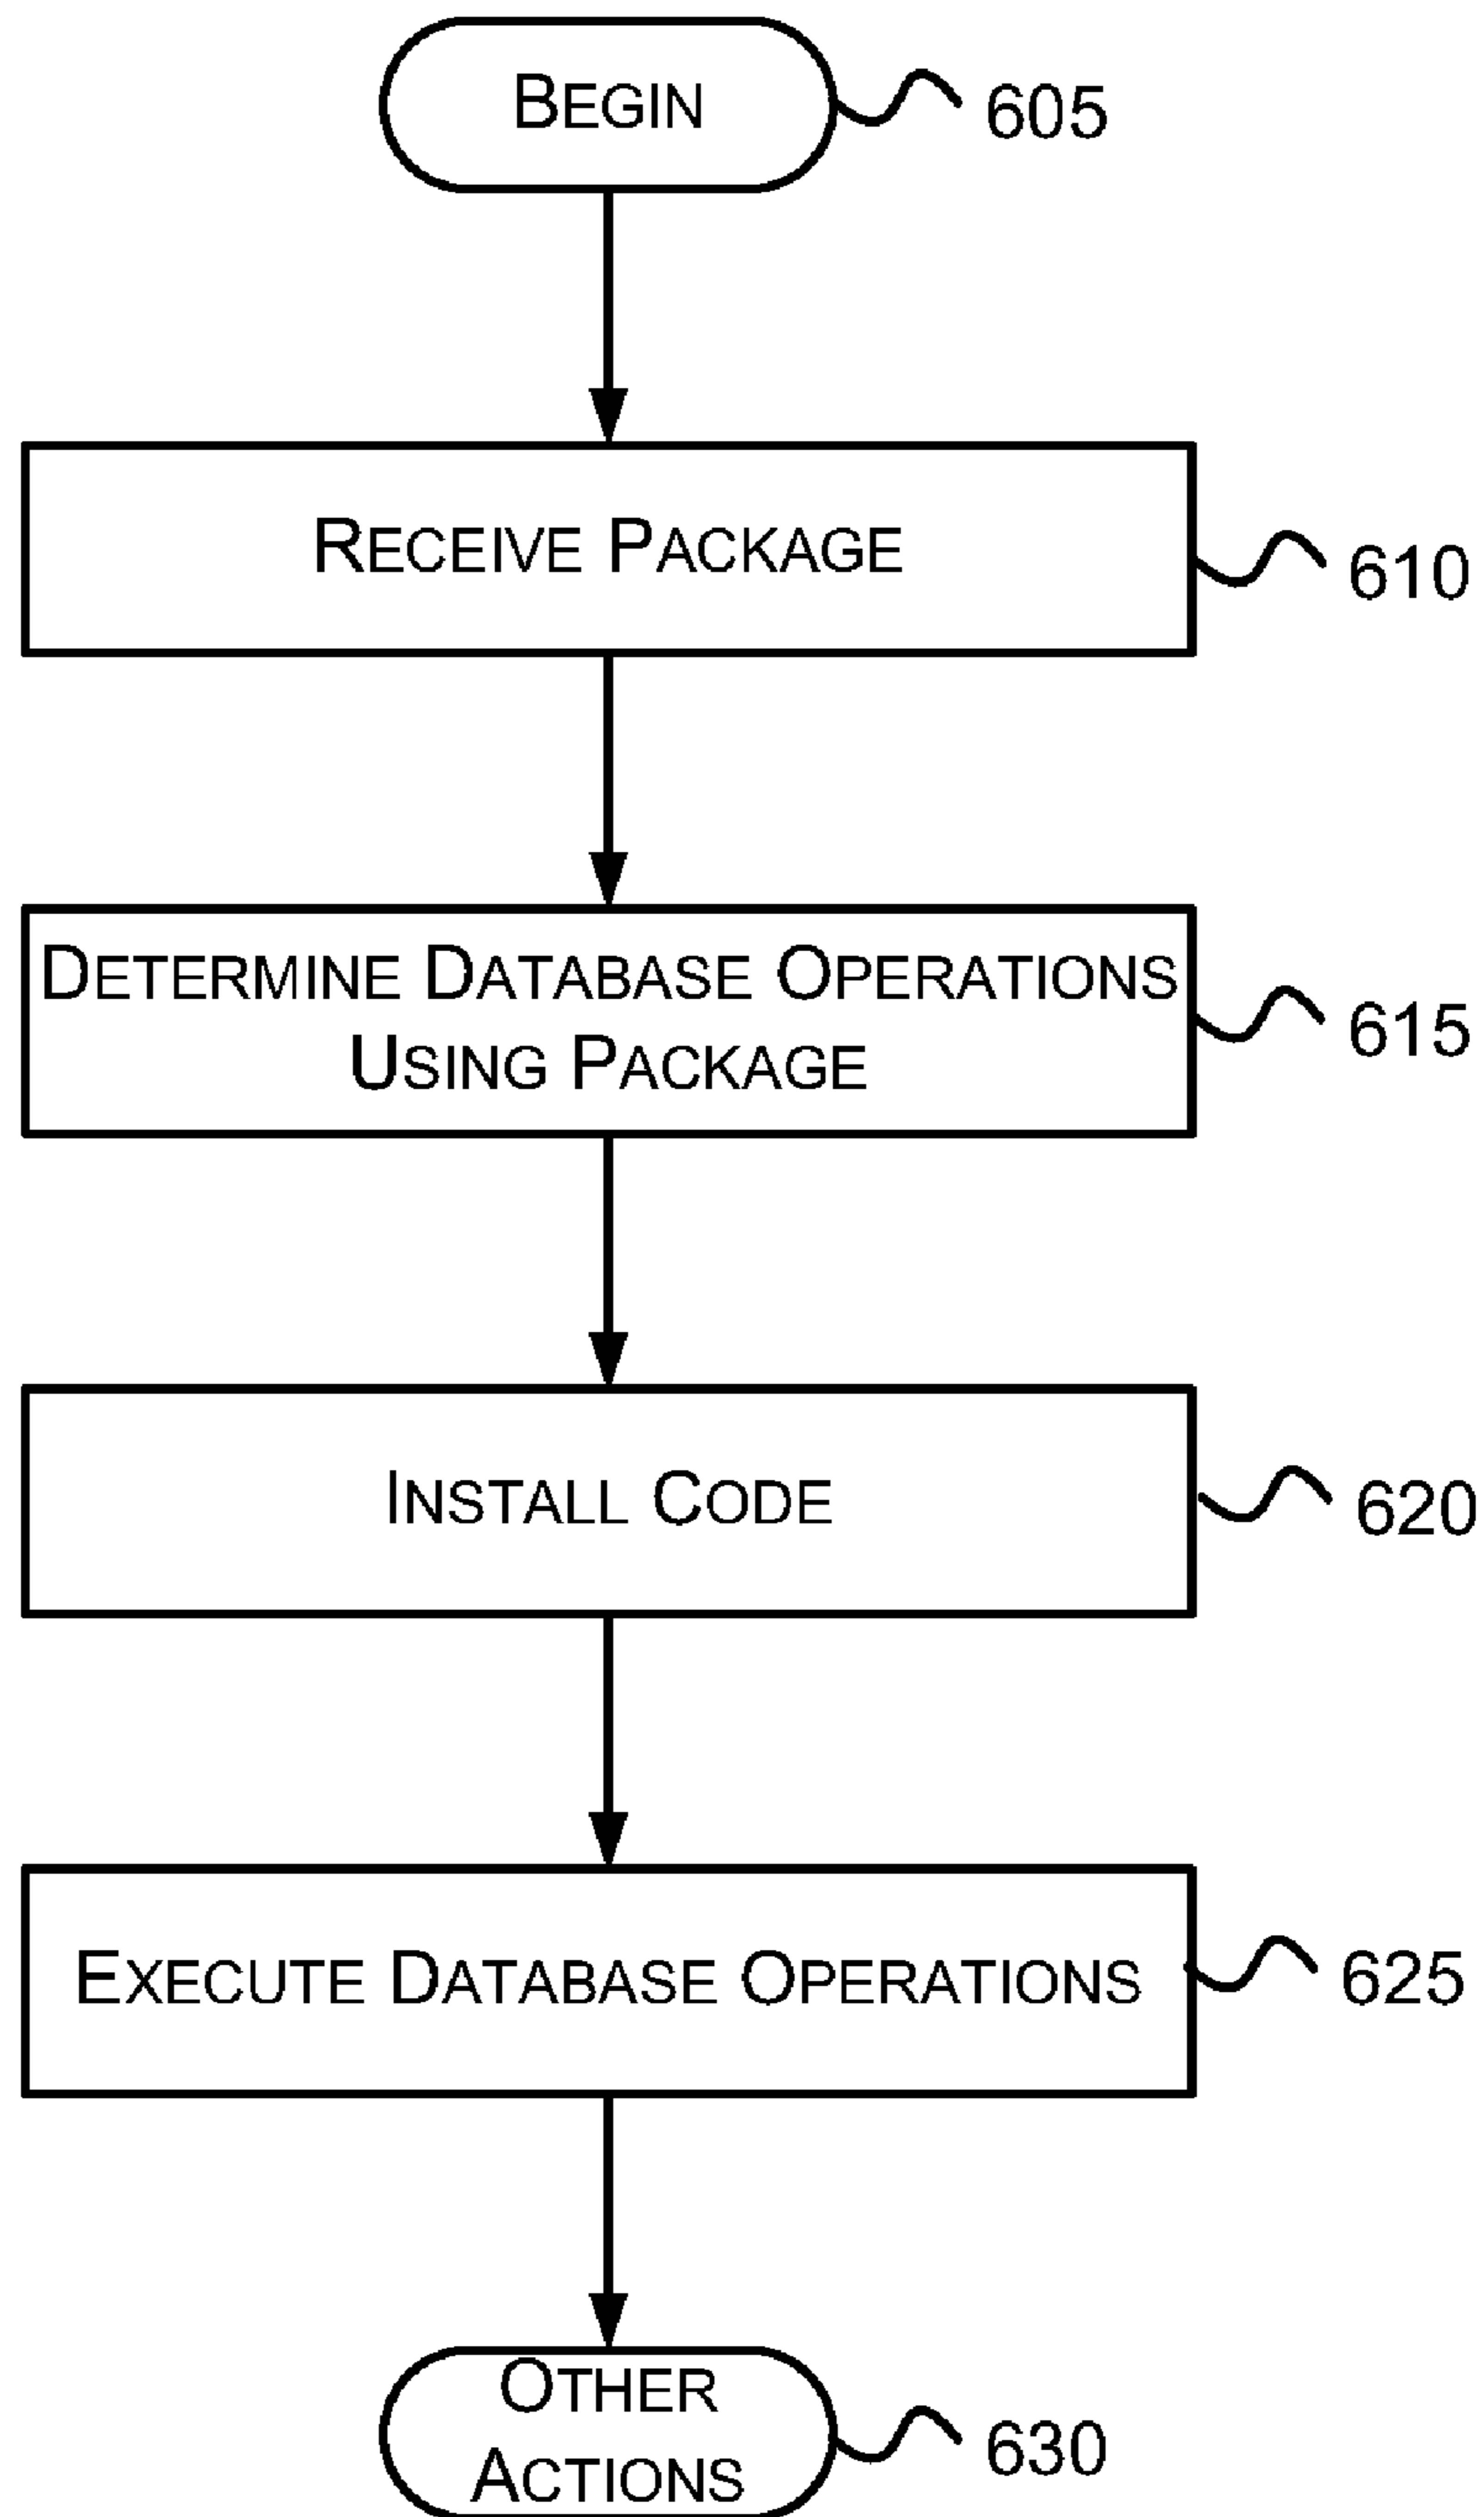 BEGIN
605
RECEIVE PACKAGE
610
DETERMINE DATABASE OPERATIONS
USING PACKAGE
615
INSTALL CODE
620
EXECUTE DATABASE OPERATIONS
625
OTHER
ACTIONS
630